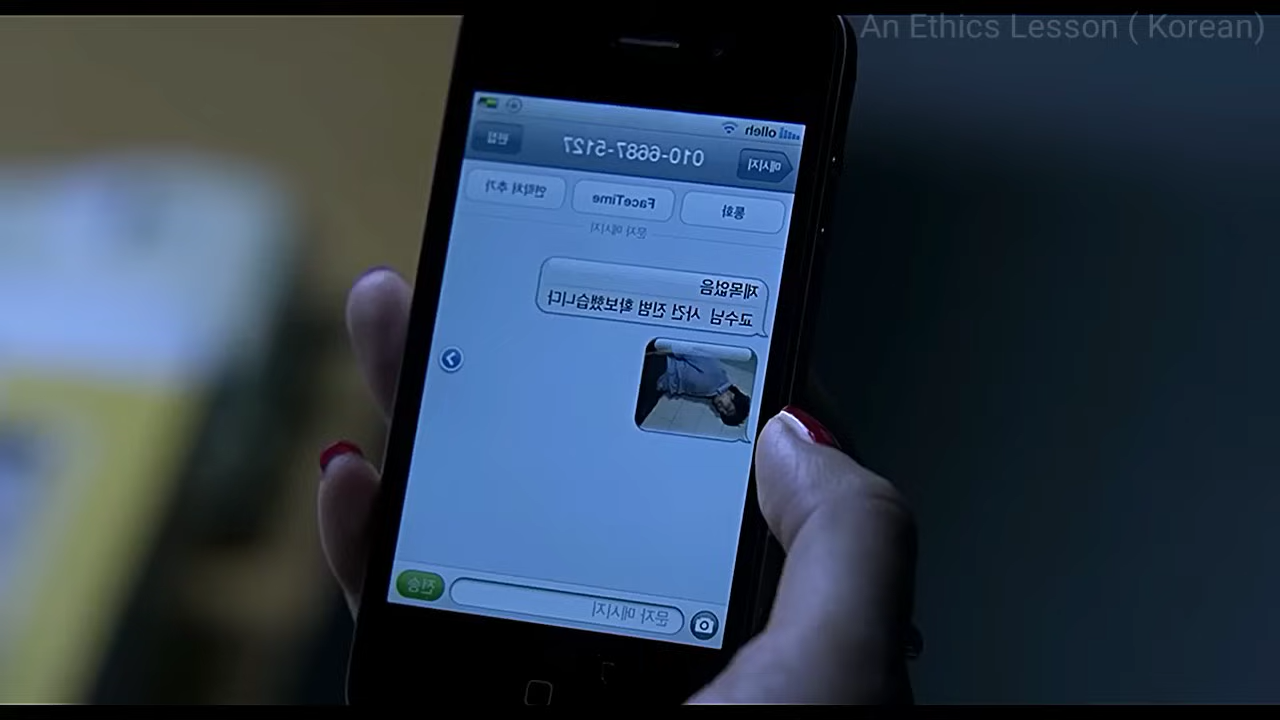 An Ethics Lesson ( Korean)
olleh
메시지
010-6687-5127
편집
통화
FaceTime
연락처 추가
문자 메시지
제목없음
교수님 사건 진범 확보했습니다
문자 메시지
전송